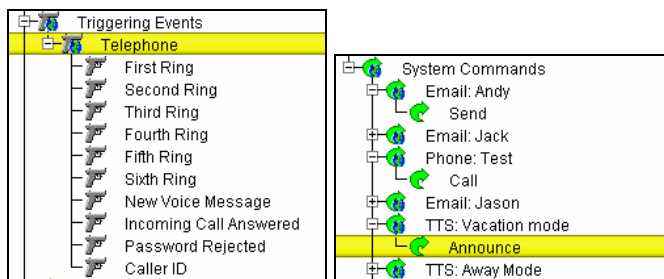 Triggering Events
Telephone
First Ring
Second Ring
Third Ring
Fourth Ring
Fifth Ring
Sixth Ring
New Voice Message
Incoming Call Answered
Password Rejected
Caller ID
System Commands
Email: Andy
Send
Email: Jack
Phone: Test
Call
Email: Jason
TTS: Vacation mode
Announce
TTS: Away Mode